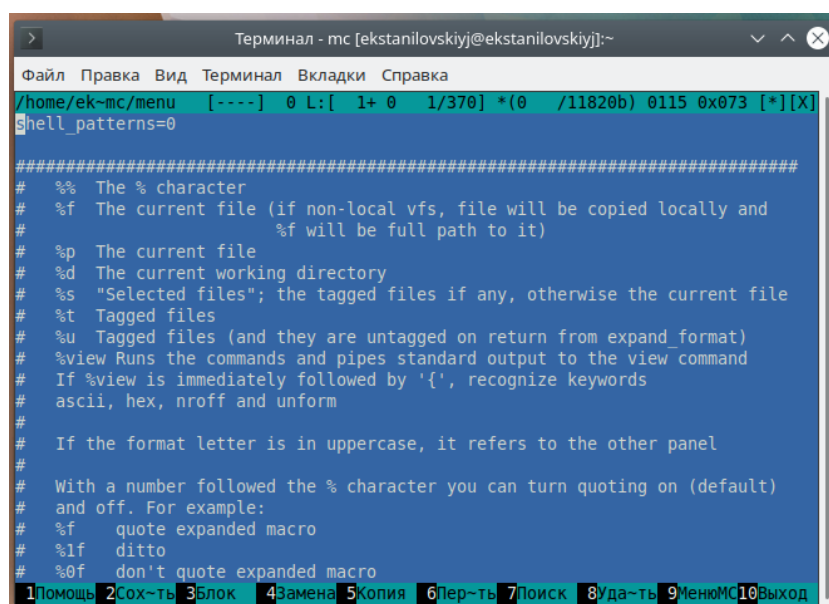 Терминал - mc [ekstanilovskiyj@ekstanilovskiyj]:~
Файл Правка Вид Терминал Вкладки Справка
/home/ek~mc/menu [----] 0 L:[ 1+ 0 1/370] *(0 /11820b) 0115 0x073 [*][X]
shell_patterns=0
##############################################################################
# %% The % character
# %f The current file (if non-local vfs, file will be copied locally and
# %f will be full path to it)
# %p The current file
# %d The current working directory
# %s "Selected files"; the tagged files if any, otherwise the current file
# %t Tagged files
# %u Tagged files (and they are untagged on return from expand_format)
# %view Runs the commands and pipes standard output to the view command
# If %view is immediately followed by '{', recognize keywords
# ascii, hex, nroff and unform
#
# If the format letter is in uppercase, it refers to the other panel
#
# With a number followed the % character you can turn quoting on (default)
# and off. For example:
# %f quote expanded macro
# %1f ditto
# %0f don't quote expanded macro
1Помощь 2Сох~ть 3Блок 4Замена 5Копия 6Пер~ть 7Поиск 8Уда~ть 9МенюМС10Выход